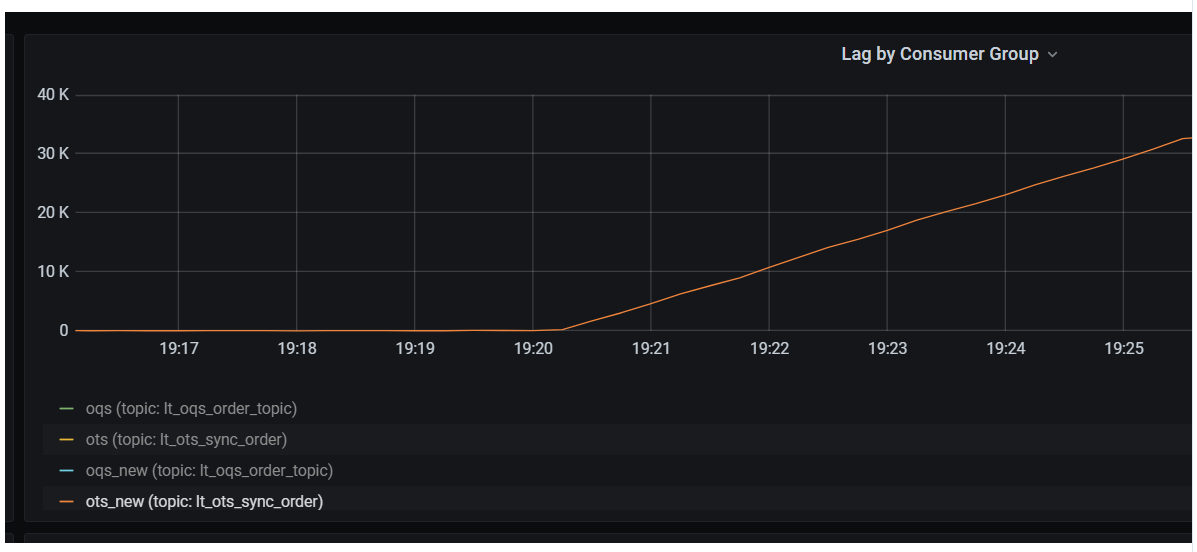 Lag by Consumer Group
40 K
30 K
20 K
10 K
0
19:17 19:18 19:19 19:20 19:21 19:22 19:23 19:24 19:25
oqs (topic: lt_oqs_order_topic)
ots (topic: lt_ots_sync_order)
oqs_new (topic: lt_oqs_order_topic)
ots_new (topic: lt_ots_sync_order)